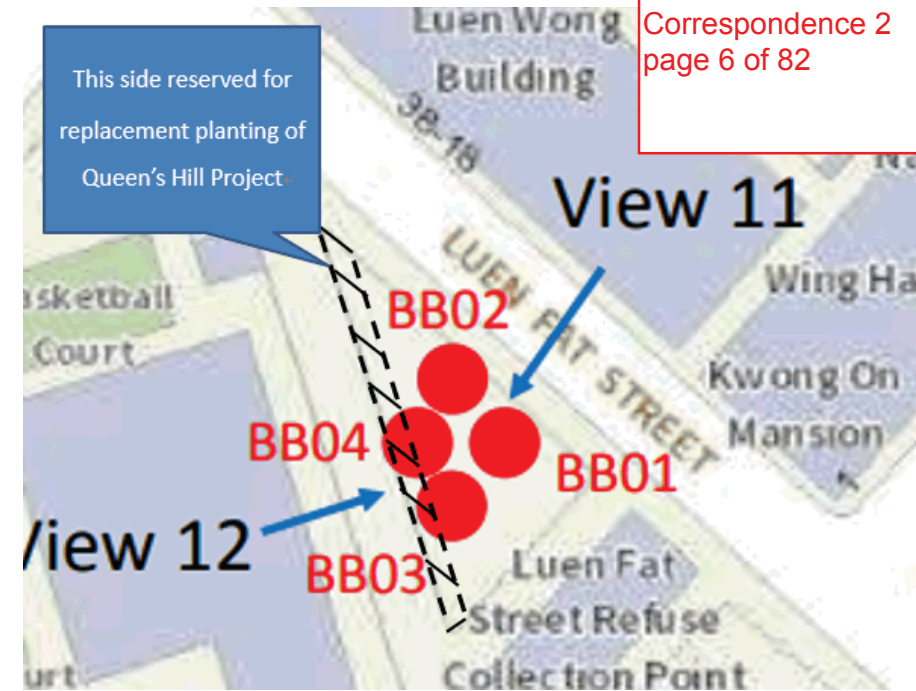 Correspondence 2
page 6 of 82
Luen Wong
Building
38-18
This side reserved for
replacement planting of
Queen's Hill Project
View 11
LUEN FAT STREET
Wing Ha
asketball
Court
BB02
Kwong On
Mansion
BB04
BB01
View 12
BB03
Luen Fat
Street Refuse
Collection Point
urt